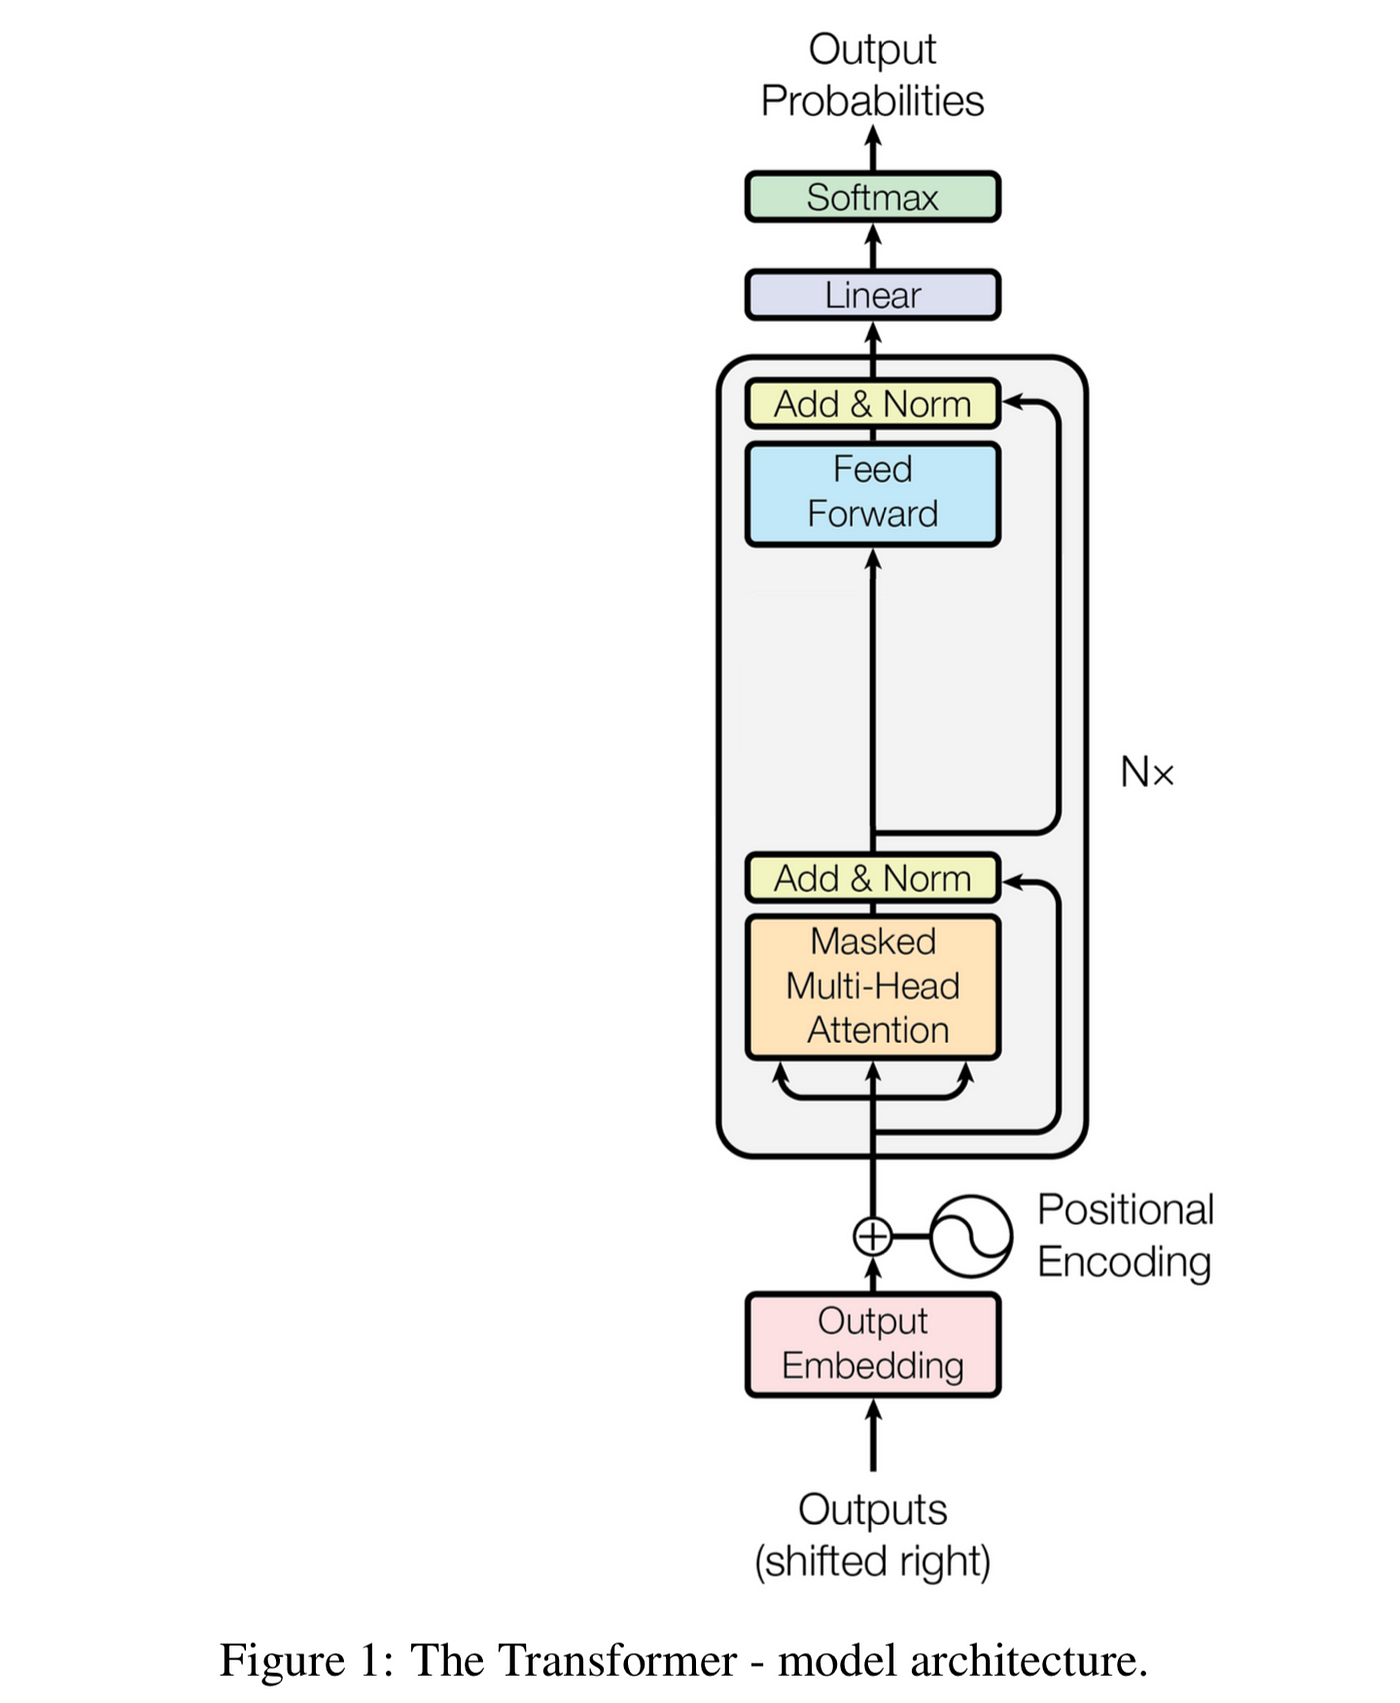 Output
Probabilities
Softmax
Linear
Add & Norm
Feed
Forward
N×
Add & Norm
Masked
Multi-Head
Attention
Positional
Encoding
Output
Embedding
Outputs
(shifted right)
Figure 1: The Transformer - model architecture.